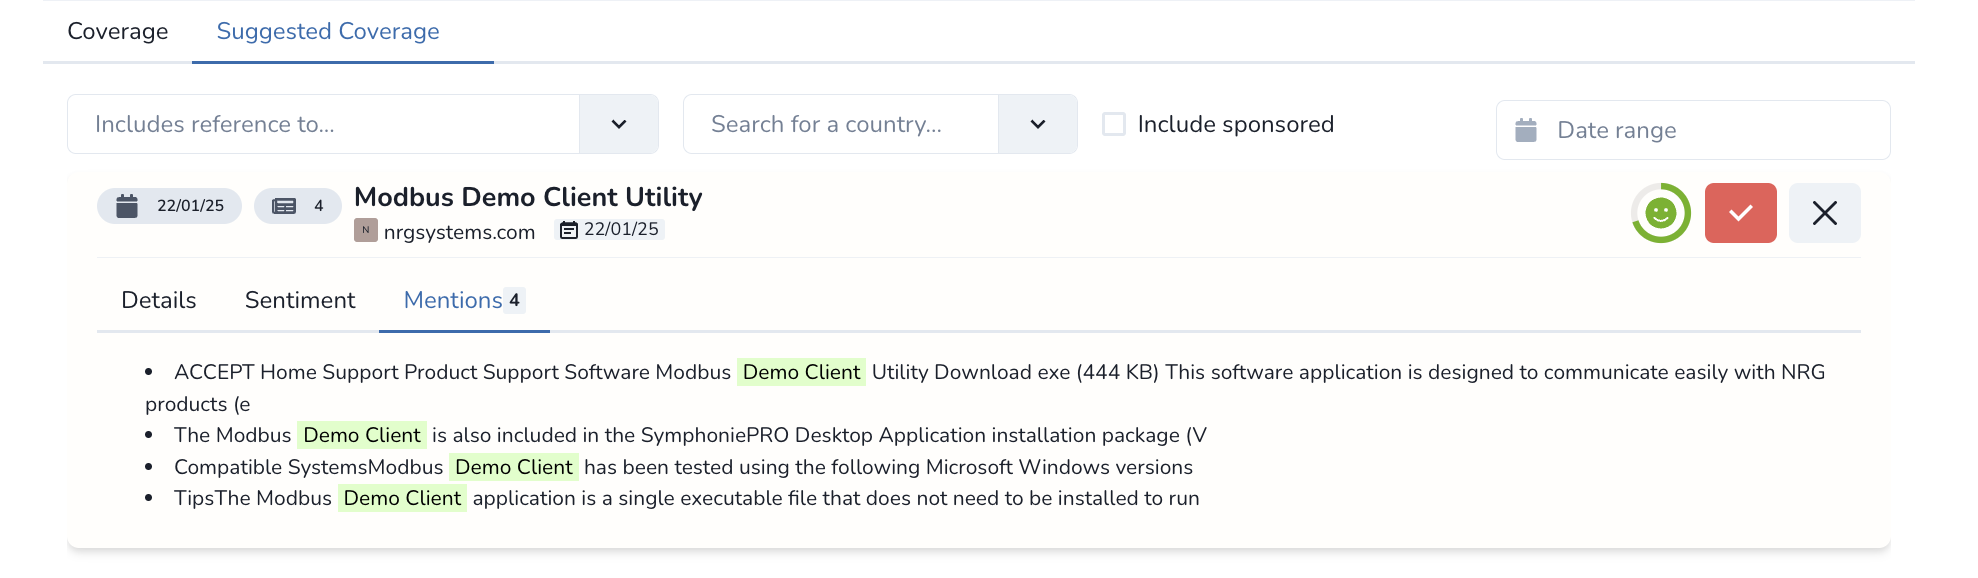 Coverage Suggested Coverage
Includes reference to... Search for a country... Include sponsored Date range
22/01/25 4 Modbus Demo Client Utility
N nrgsystems.com 22/01/25
Details Sentiment Mentions 4
• ACCEPT Home Support Product Support Software Modbus Demo Client Utility Download exe (444 KB) This software application is designed to communicate easily with NRG
products (e
• The Modbus Demo Client is also included in the SymphoniePRO Desktop Application installation package (V
• Compatible SystemsModbus Demo Client has been tested using the following Microsoft Windows versions
• TipsThe Modbus Demo Client application is a single executable file that does not need to be installed to run